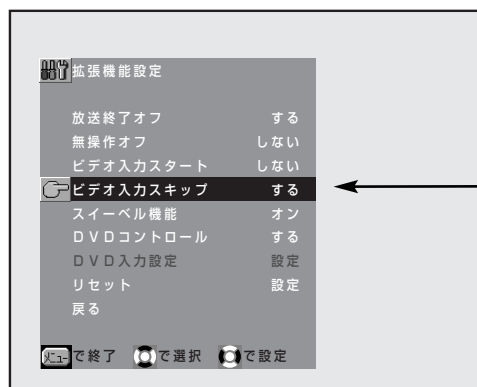 拡張機能設定
放送終了オフ する
無操作オフ しない
ビデオ入力スタート しない
ビデオ入力スキップ する
スイーベル機能 オン
ＤＶＤコントロール する
ＤＶＤ入力設定 設定
リセット 設定
戻る
メニューで終了 で選択 で設定